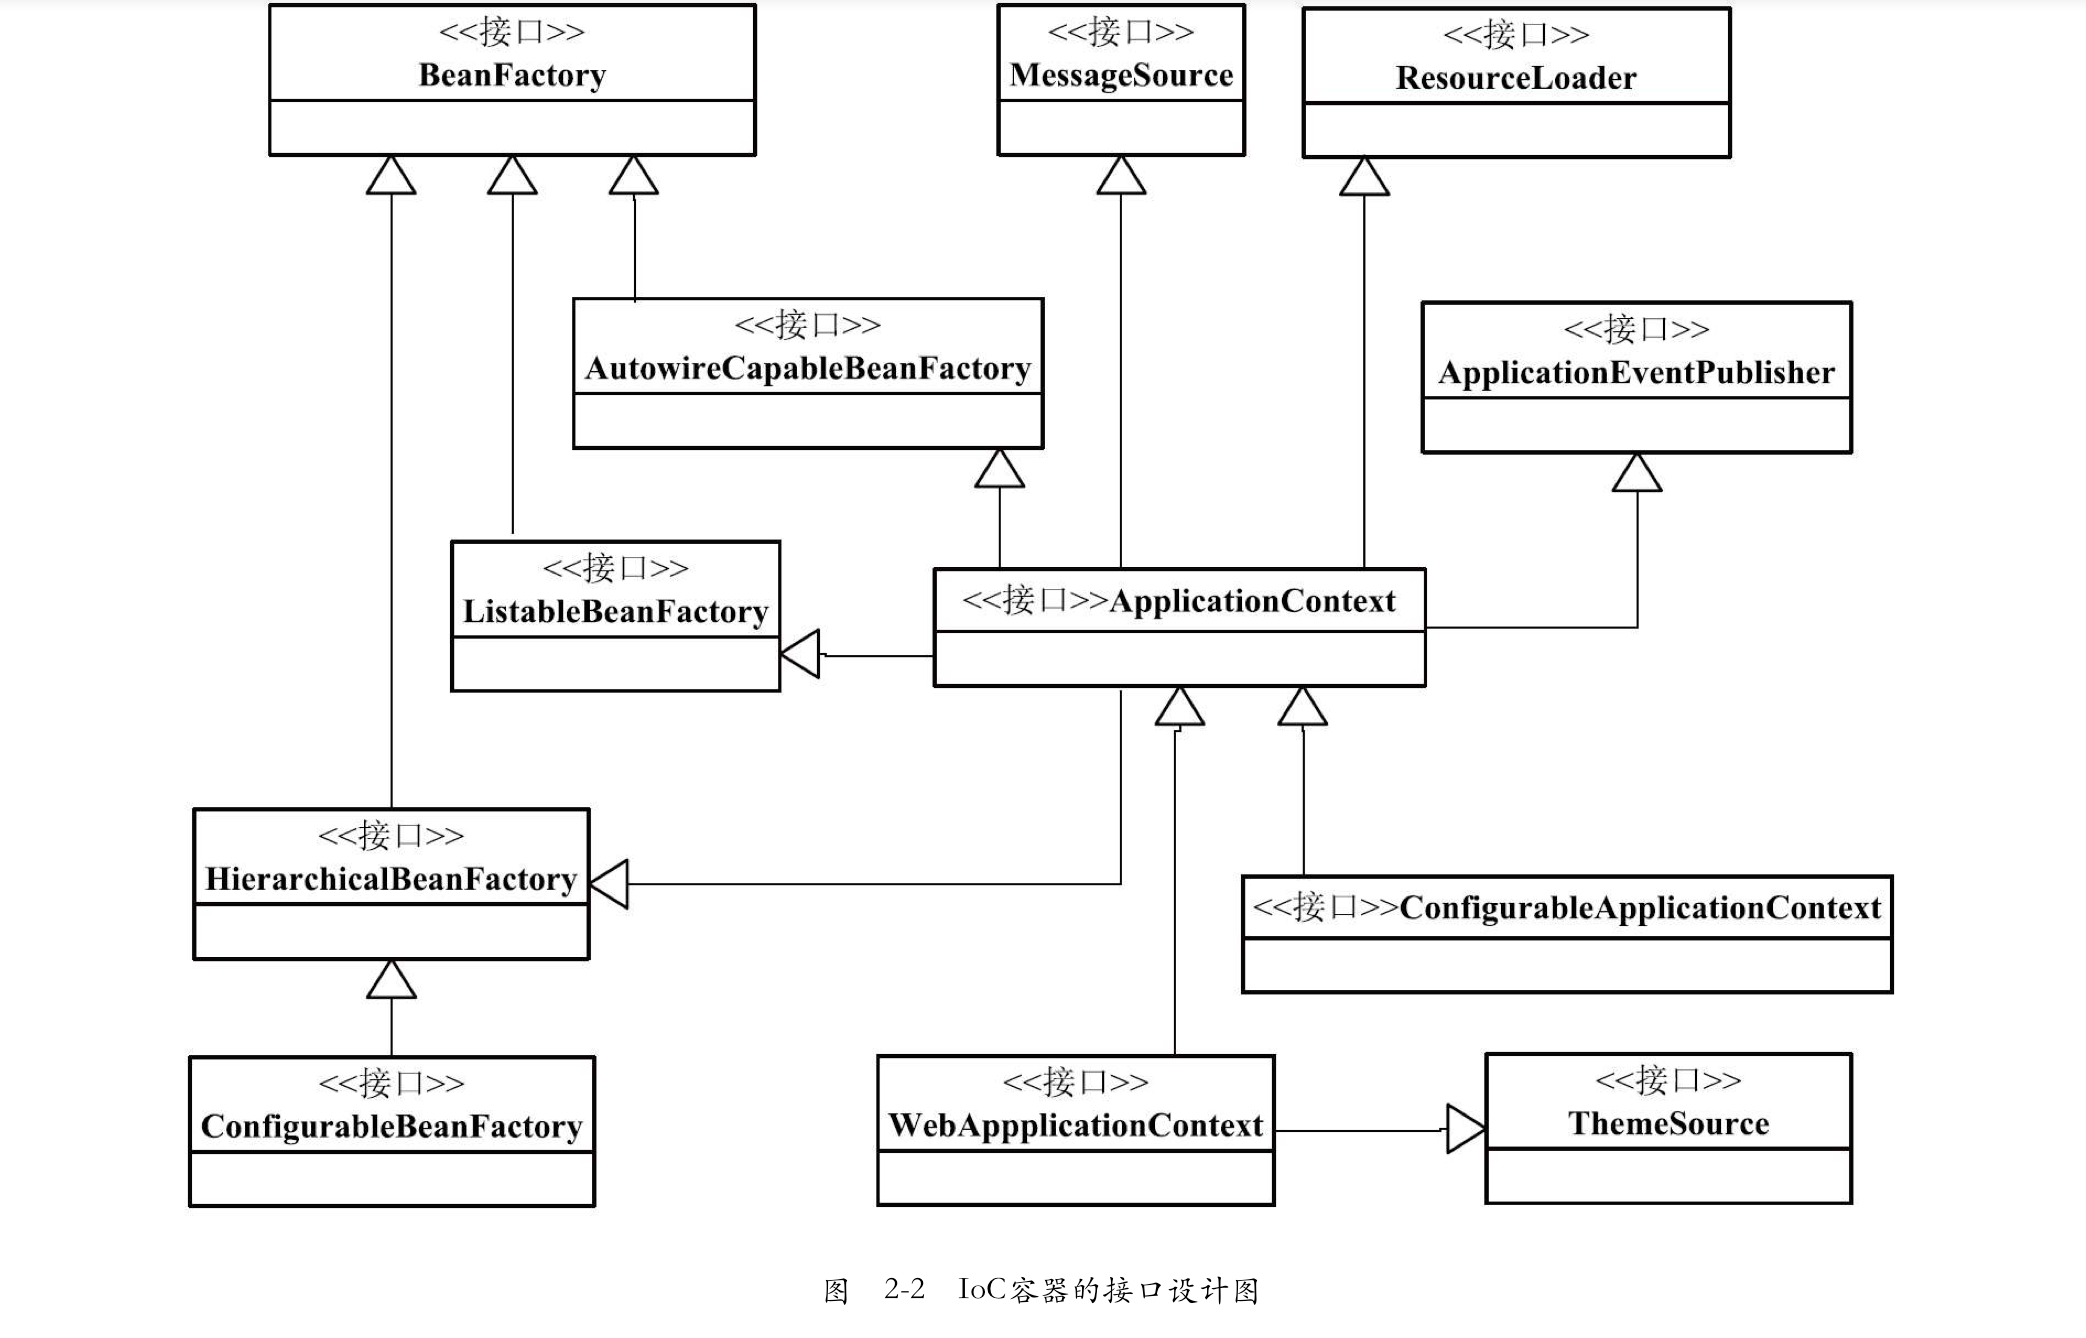 <<接口>>
BeanFactory
<<接口>>
MessageSource
<<接口>>
ResourceLoader
<<接口>>
AutowireCapableBeanFactory
<<接口>>
ApplicationEventPublisher
<<接口>>
ListableBeanFactory
<<接口>>ApplicationContext
<<接口>>
HierarchicalBeanFactory
<<接口>>ConfigurableApplicationContext
<<接口>>
ConfigurableBeanFactory
<<接口>>
WebAppplicationContext
<<接口>>
ThemeSource
图 2-2 IoC容器的接口设计图